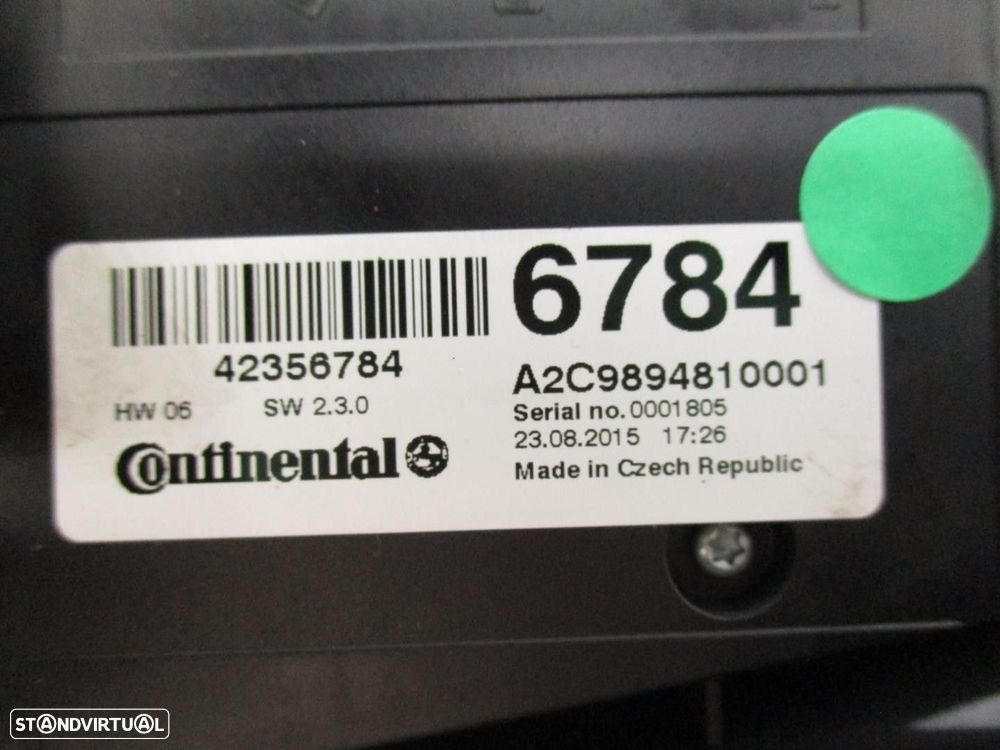 6784
42356784
A2C9894810001
HW 06 SW 2.3.0
Serial no.0001805
23.08.2015 17:26
Continental
Made in Czech Republic
STANDVIRTUAL